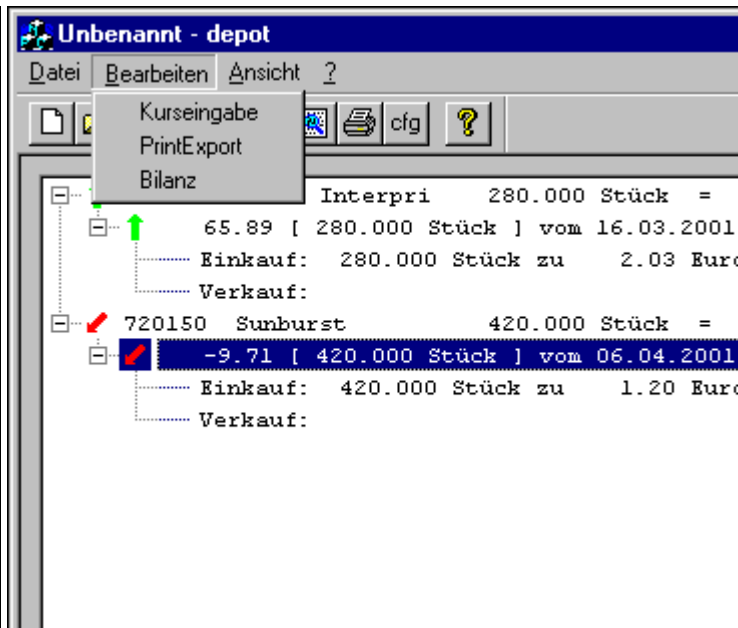 Unbenannt - depot
Datei Bearbeiten Ansicht ?
Kurseingabe
PrintExport
Bilanz
cfg ?
Interpri 280.000 Stück =
65.89 [ 280.000 Stück ] vom 16.03.2001
Einkauf: 280.000 Stück zu 2.03 Euro
Verkauf:
720150 Sunburst 420.000 Stück =
-9.71 [ 420.000 Stück ] vom 06.04.2001
Einkauf: 420.000 Stück zu 1.20 Euro
Verkauf: